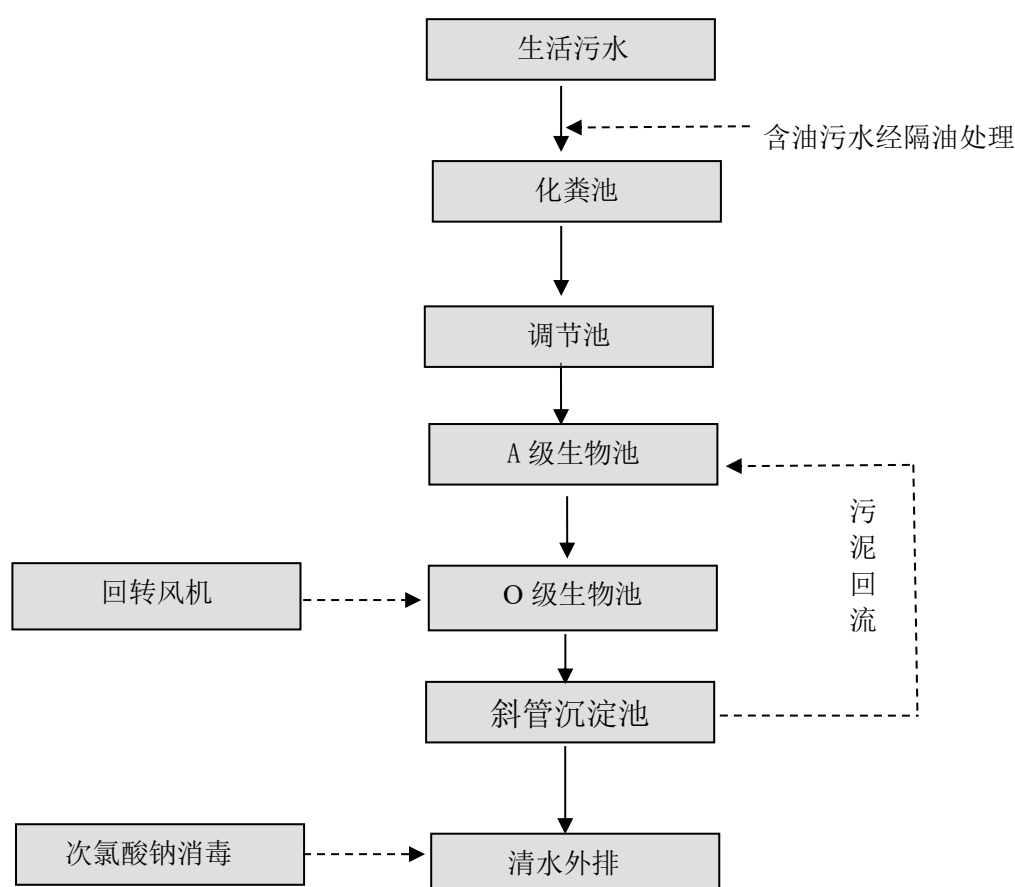 生活污水
含油污水经隔油处理
化粪池
调节池
A 级生物池
污泥回流
回转风机
O 级生物池
斜管沉淀池
次氯酸钠消毒
清水外排